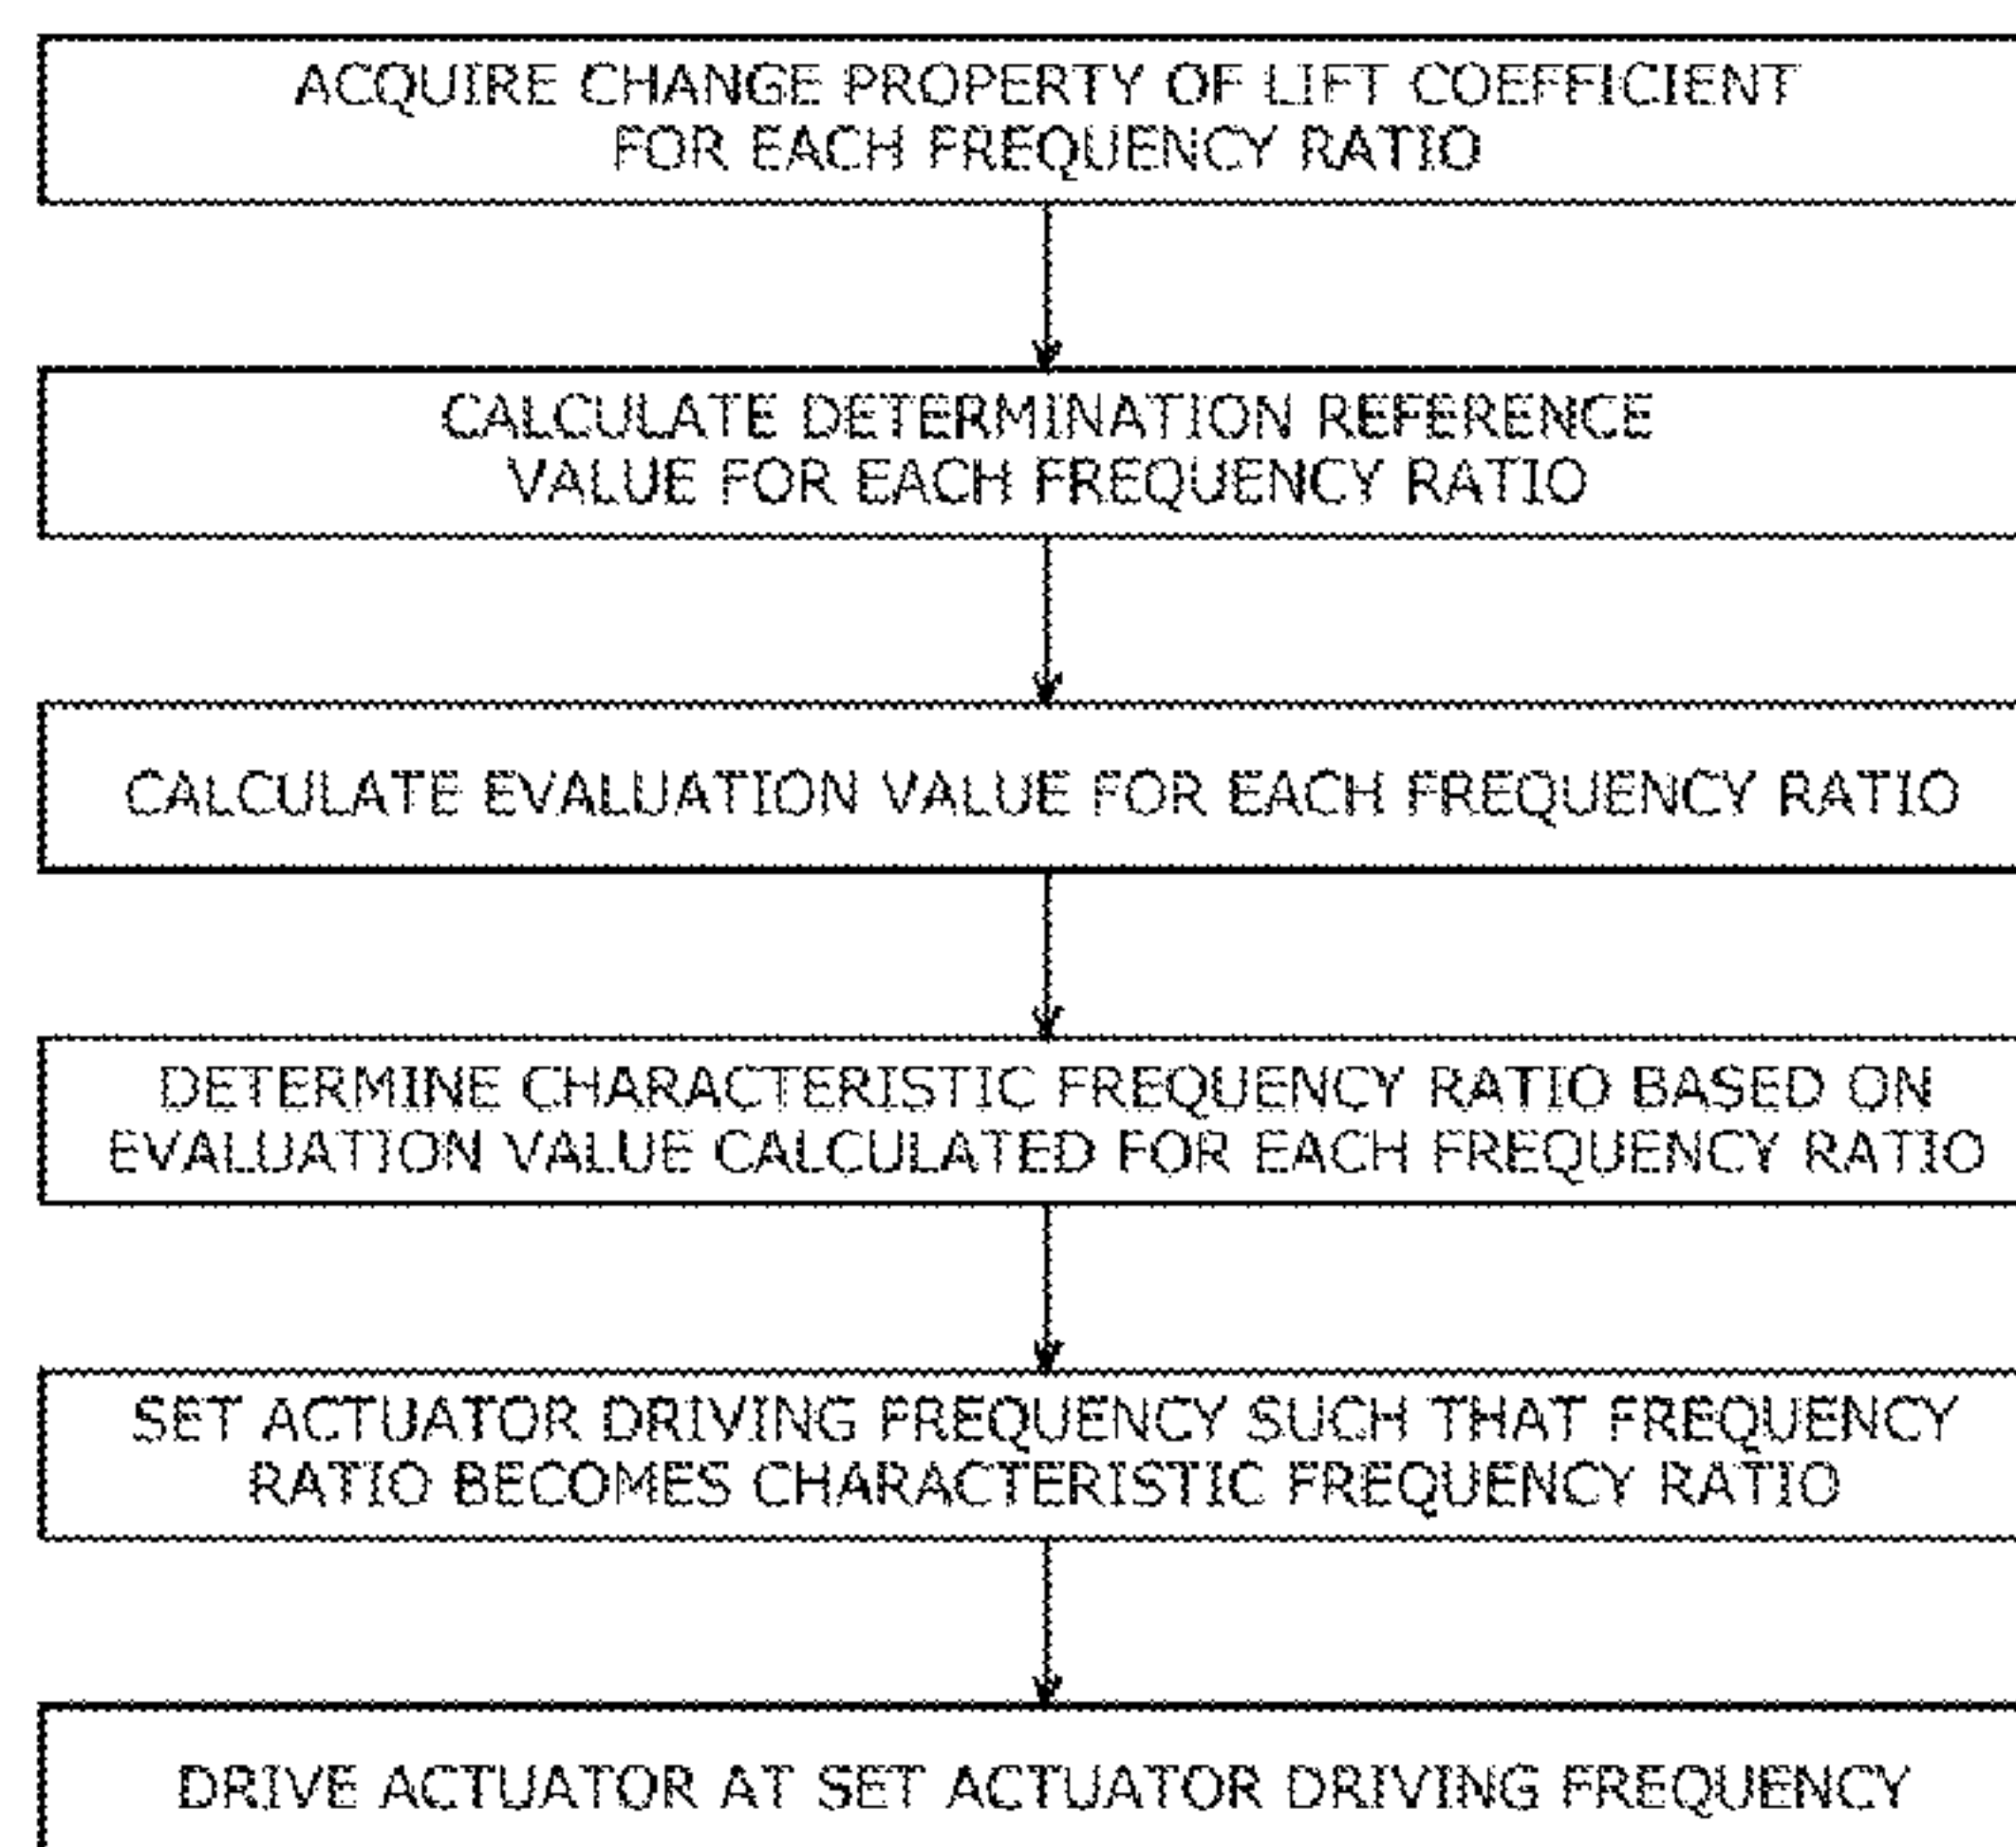 ACQUIRE CHANGE PROPERTY OF LIFT COEFFICIENT
FOR EACH FREQUENCY RATIO
CALCULATE DETERMINATION REFERENCE
VALUE FOR EACH FREQUENCY RATIO
CALCULATE EVALUATION VALUE FOR EACH FREQUENCY RATIO
DETERMINE CHARACTERISTIC FREQUENCY RATIO BASED ON
EVALUATION VALUE CALCULATED FOR EACH FREQUENCY RATIO
SET ACTUATOR DRIVING FREQUENCY SUCH THAT FREQUENCY
RATIO BECOMES CHARACTERISTIC FREQUENCY RATIO
DRIVE ACTUATOR AT SET ACTUATOR DRIVING FREQUENCY